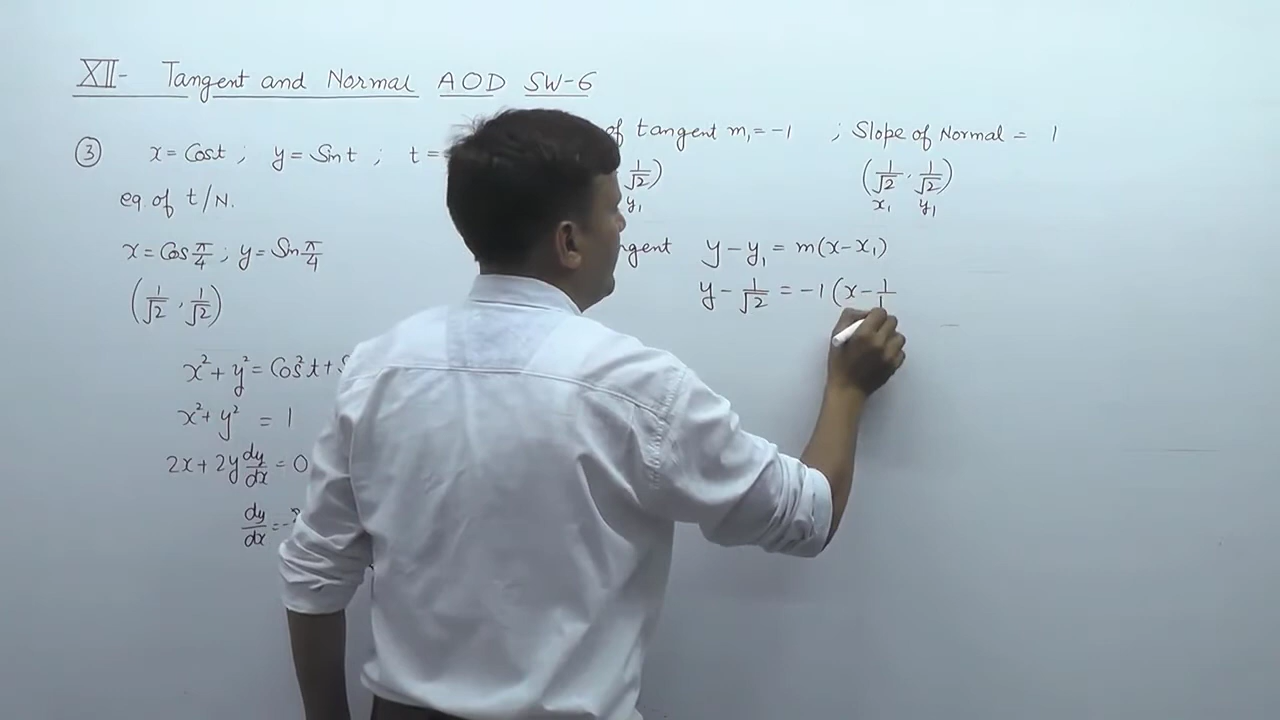 XII- Tangent and Normal AOD SW-6
③ x = Cost ; y = Sint ; t =
eq of t/N.
x = Cos π/4 ; y = Sin π/4
(1/√2 , 1/√2)
x² + y² = Cos²t +
x² + y² = 1
2x + 2y dy/dx = 0
dy/dx = -
of tangent m₁ = -1 ; Slope of Normal = 1
1/√2)
y₁
(1/√2 , 1/√2)
x₁ y₁
y - y₁ = m(x - x₁)
y - 1/√2 = -1 (x - 1/